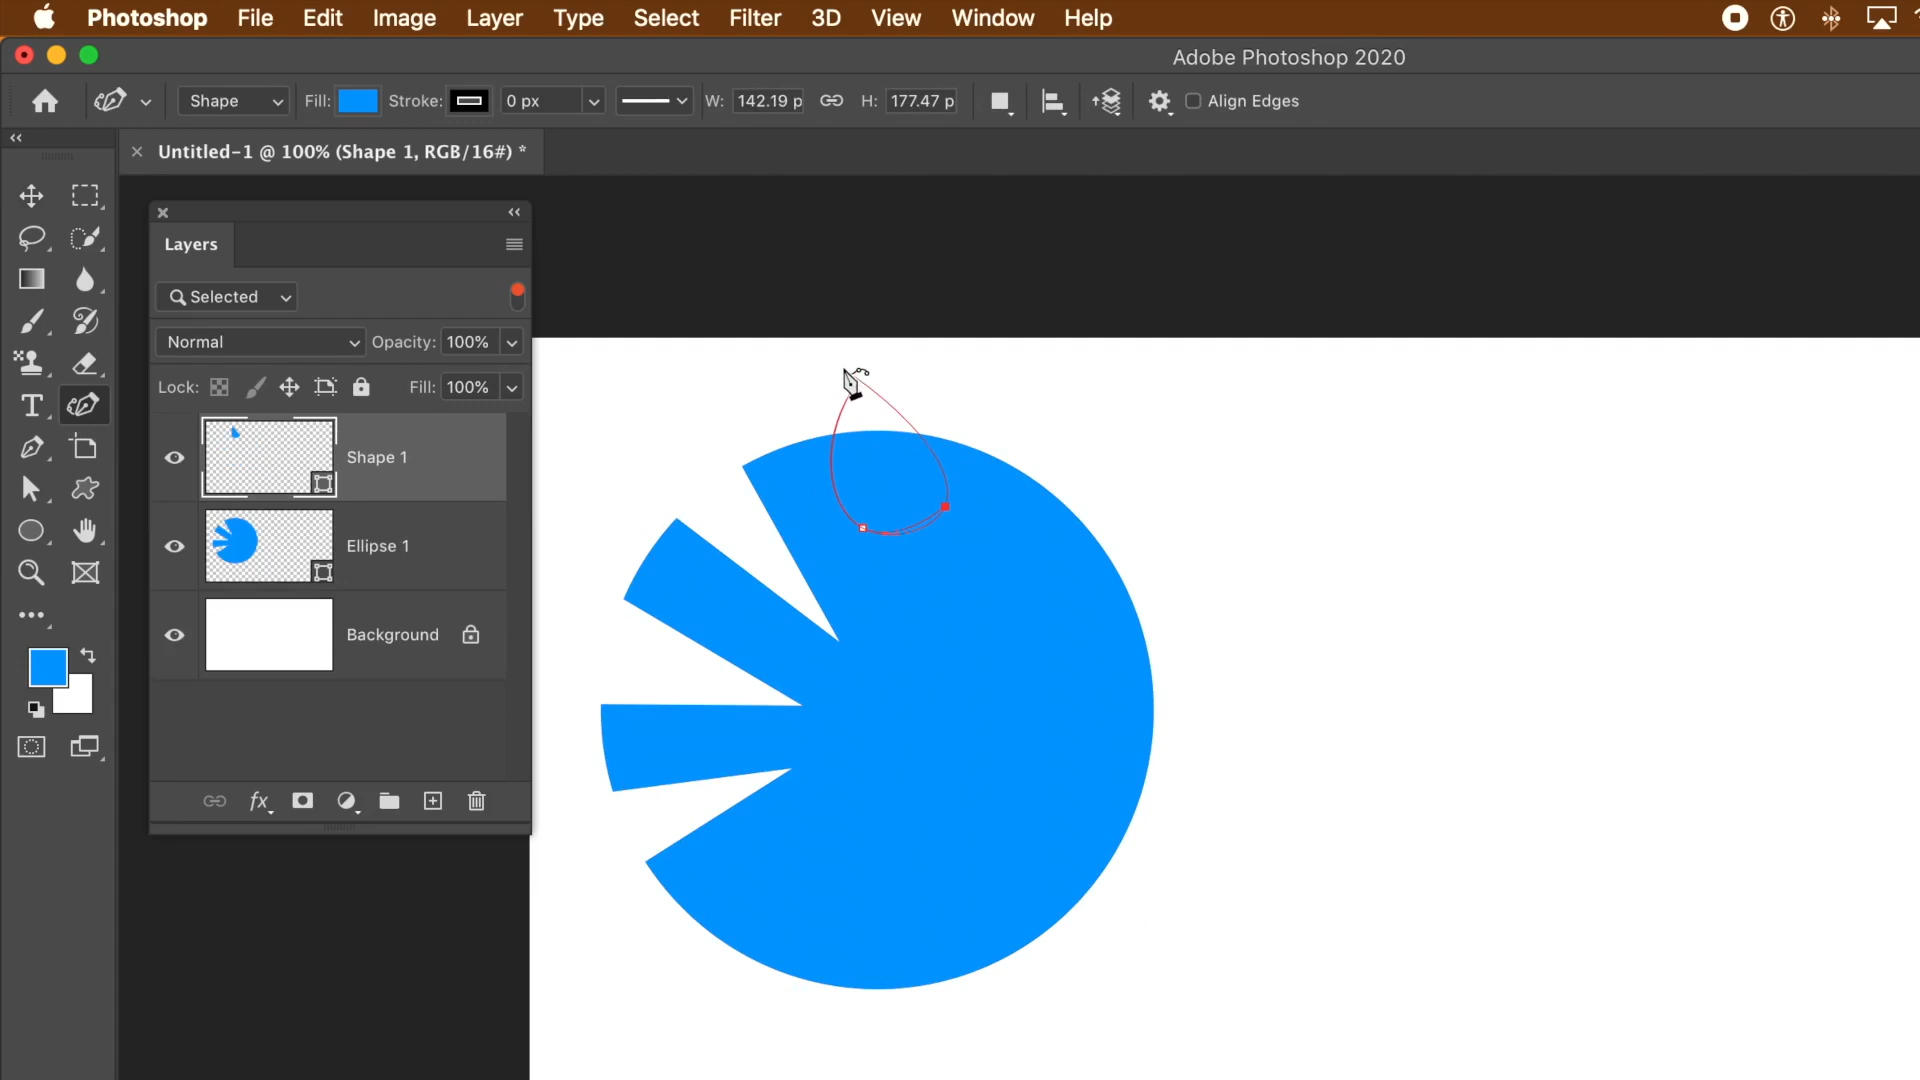 Photoshop File Edit Image Layer Type Select Filter 3D View Window Help
Adobe Photoshop 2020
Shape Fill: Stroke: 0 px W: 142.19 p H: 177.47 p Align Edges
Untitled-1 @ 100% (Shape 1, RGB/16#) *
Layers
Selected
Normal Opacity: 100%
Lock: Fill: 100%
Shape 1
Ellipse 1
Background
fx